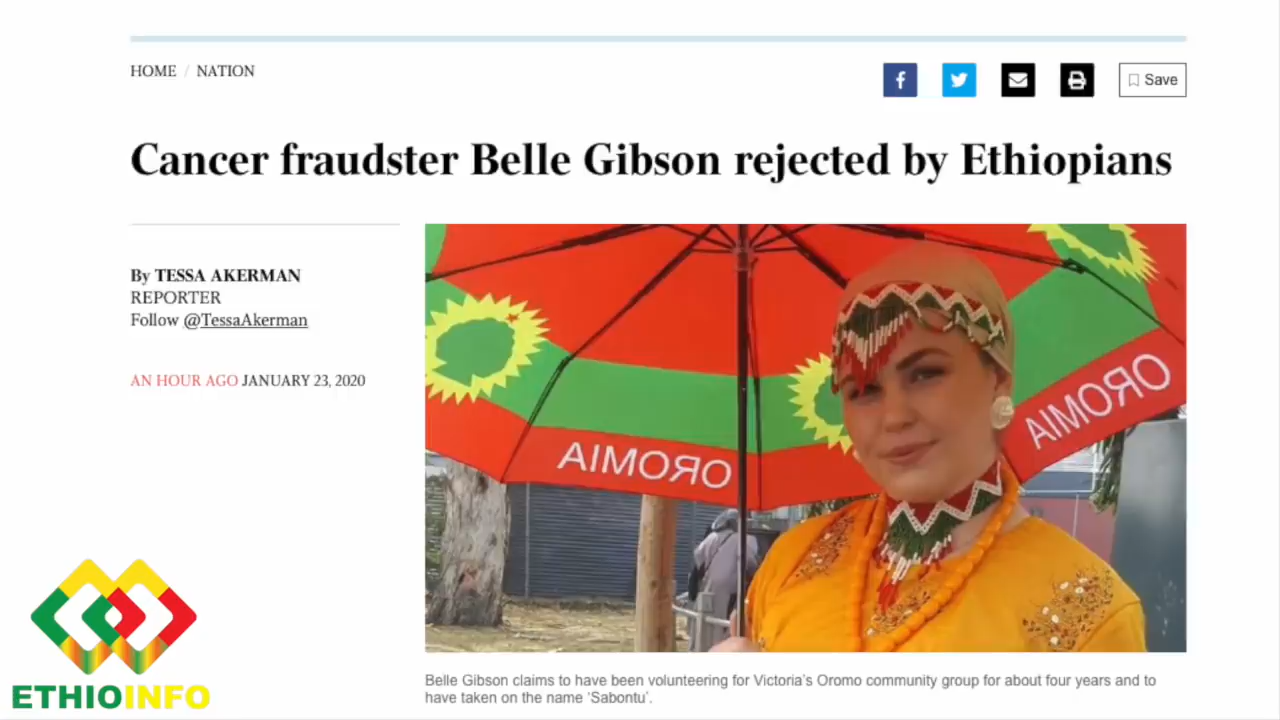 HOME / NATION
f
Save
Cancer fraudster Belle Gibson rejected by Ethiopians
By TESSA AKERMAN
REPORTER
Follow @TessaAkerman
AN HOUR AGO JANUARY 23, 2020
OROMIA
OROMIA
Belle Gibson claims to have been volunteering for Victoria's Oromo community group for about four years and to
have taken on the name 'Sabontu'.
ETHIOINFO